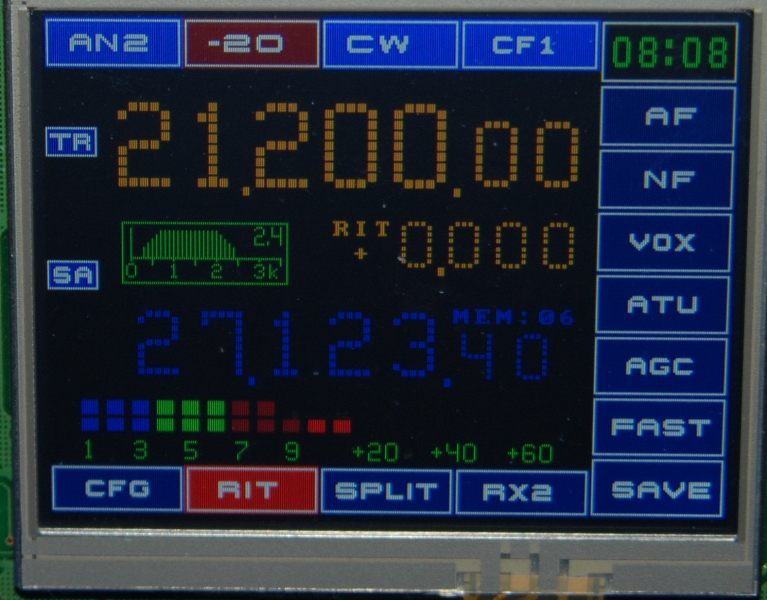 AN2 -20 CW CF1 08:08
TR 21,200.00 AF
NF
RIT + 0,000 VOX
2,4
0 1 2 3k
SA ATU
MEM:06
27,123.40 AGC
FAST
1 3 5 7 9 +20 +40 +60
CFG RIT SPLIT RX2 SAVE